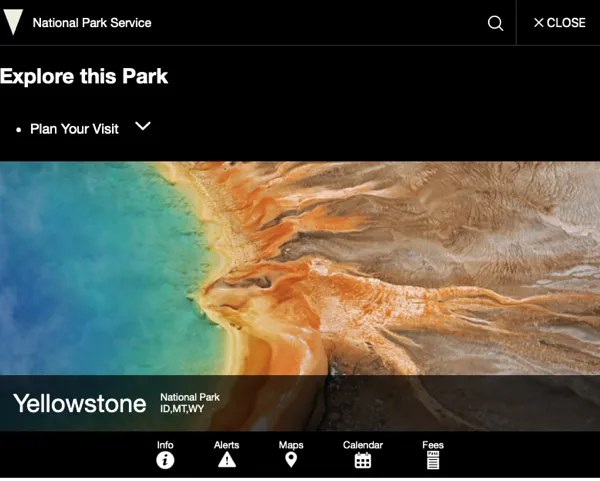 National Park Service
CLOSE
Explore this Park
Plan Your Visit
Yellowstone
National Park
ID,MT,WY
Info
Alerts
Maps
Calendar
Fees
Pass